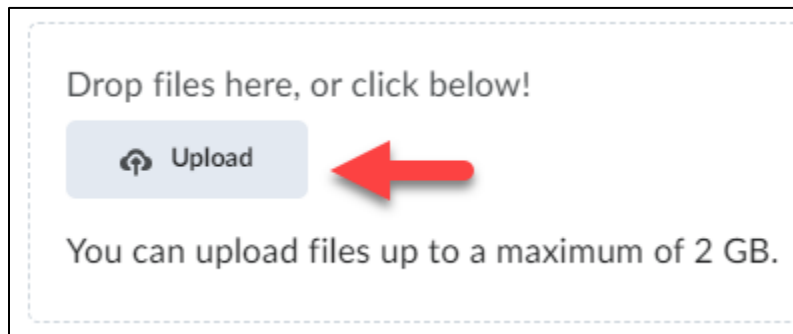 Drop files here, or click below!
Upload
You can upload files up to a maximum of 2 GB.